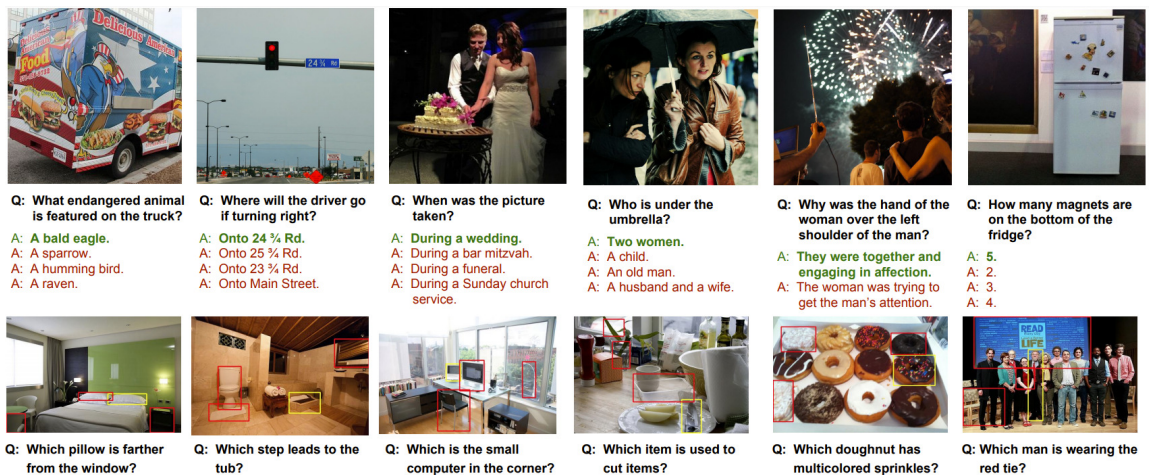 Delicious America
Delicious
Food
24 ¾ Rd
Q: What endangered animal
is featured on the truck?
A: A bald eagle.
A: A sparrow.
A: A humming bird.
A: A raven.
Q: Where will the driver go
if turning right?
A: Onto 24 ¾ Rd.
A: Onto 25 ¾ Rd.
A: Onto 23 ¾ Rd.
A: Onto Main Street.
Q: When was the picture
taken?
A: During a wedding.
A: During a bar mitzvah.
A: During a funeral.
A: During a Sunday church
service.
Q: Who is under the
umbrella?
A: Two women.
A: A child.
A: An old man.
A: A husband and a wife.
Q: Why was the hand of the
woman over the left
shoulder of the man?
A: They were together and
engaging in affection.
A: The woman was trying to
get the man’s attention.
Q: How many magnets are
on the bottom of the
fridge?
A: 5.
A: 2.
A: 3.
A: 4.
READ
LIFE
Q: Which pillow is farther
from the window?
Q: Which step leads to the
tub?
Q: Which is the small
computer in the corner?
Q: Which item is used to
cut items?
Q: Which doughnut has
multicolored sprinkles?
Q: Which man is wearing the
red tie?